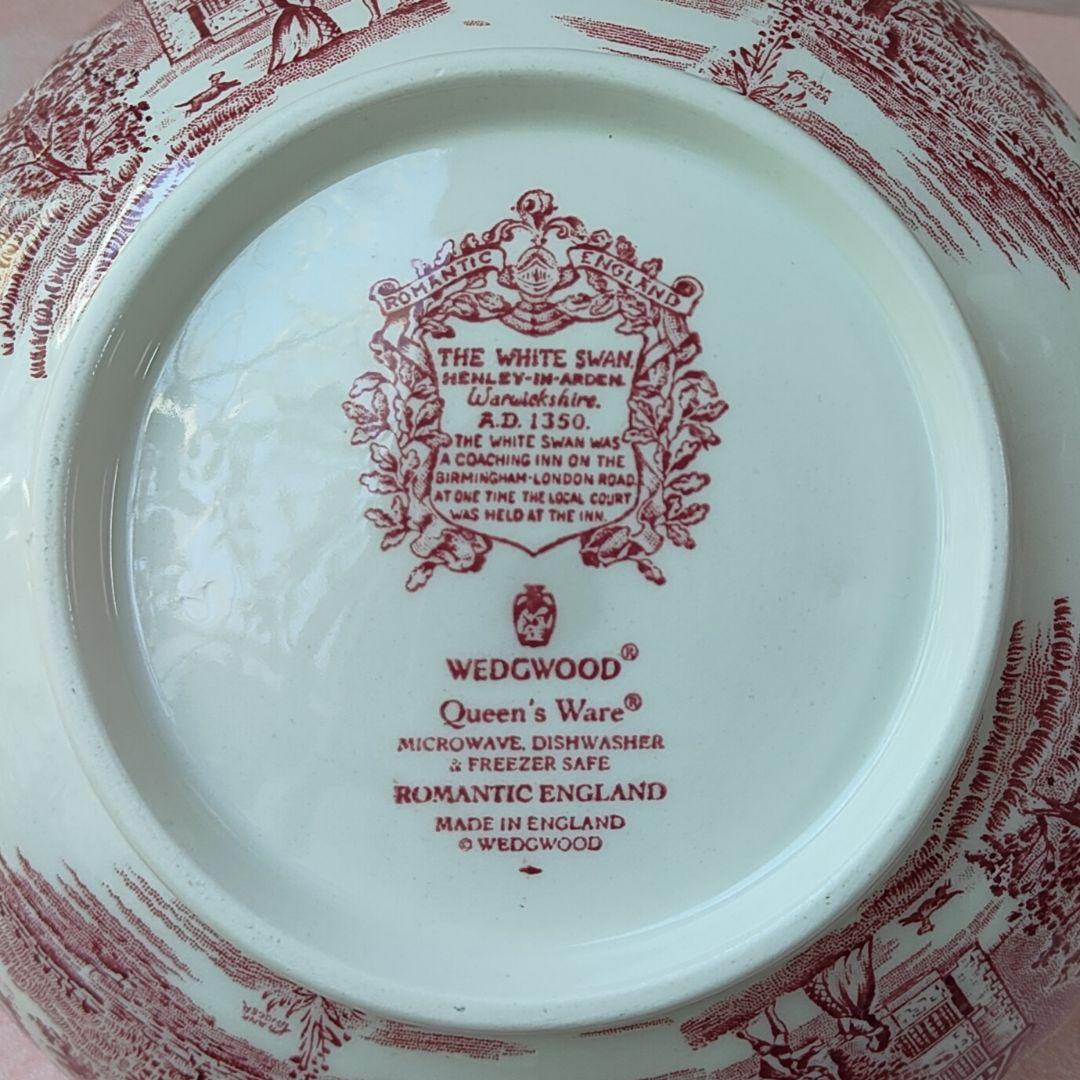 ROMANTIC ENGLAND
THE WHITE SWAN.
HENLEY-IN-ARDEN.
Warwickshire.
A.D. 1350.
THE WHITE SWAN WAS
A COACHING INN ON THE
BIRMINGHAM-LONDON ROAD.
AT ONE TIME THE LOCAL COURT
WAS HELD AT THE INN.
WEDGWOOD®
Queen's Ware®
MICROWAVE, DISHWASHER
& FREEZER SAFE
ROMANTIC ENGLAND
MADE IN ENGLAND
© WEDGWOOD